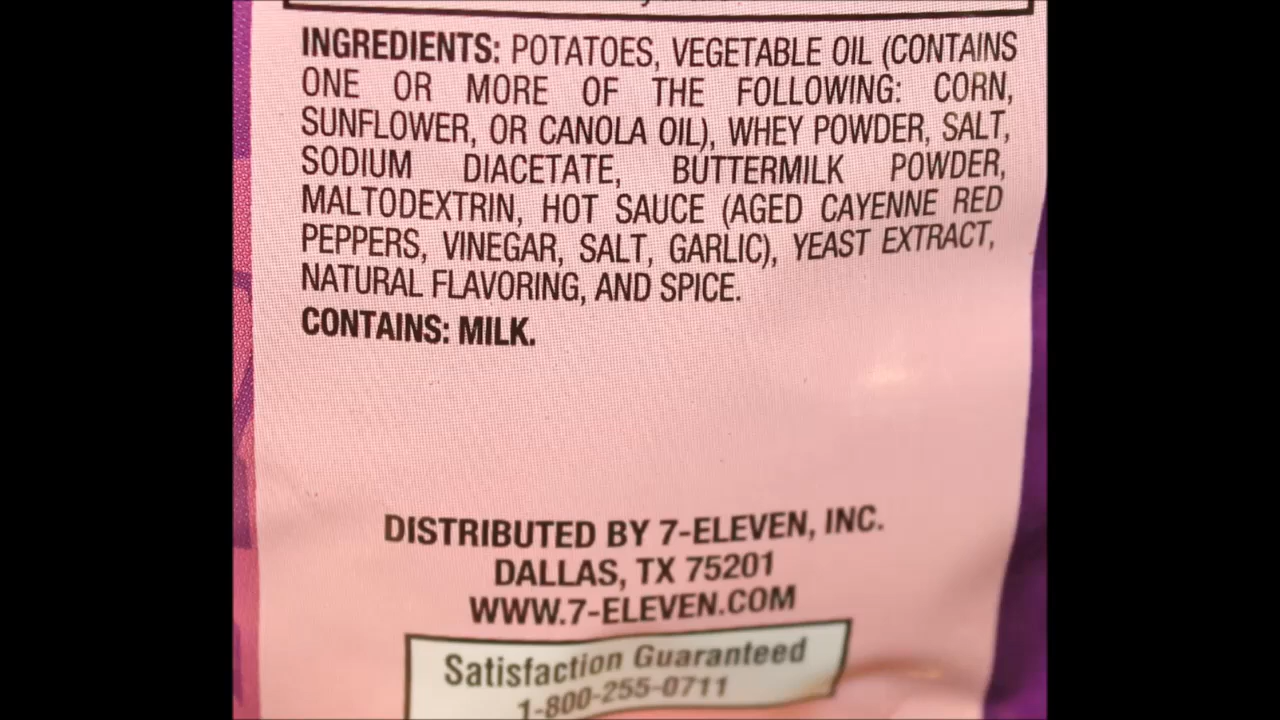 INGREDIENTS: POTATOES, VEGETABLE OIL (CONTAINS
ONE OR MORE OF THE FOLLOWING: CORN,
SUNFLOWER, OR CANOLA OIL), WHEY POWDER, SALT,
SODIUM DIACETATE, BUTTERMILK POWDER,
MALTODEXTRIN, HOT SAUCE (AGED CAYENNE RED
PEPPERS, VINEGAR, SALT, GARLIC), YEAST EXTRACT,
NATURAL FLAVORING, AND SPICE.
CONTAINS: MILK.
DISTRIBUTED BY 7-ELEVEN, INC.
DALLAS, TX 75201
WWW.7-ELEVEN.COM
Satisfaction Guaranteed
1-800-255-0711